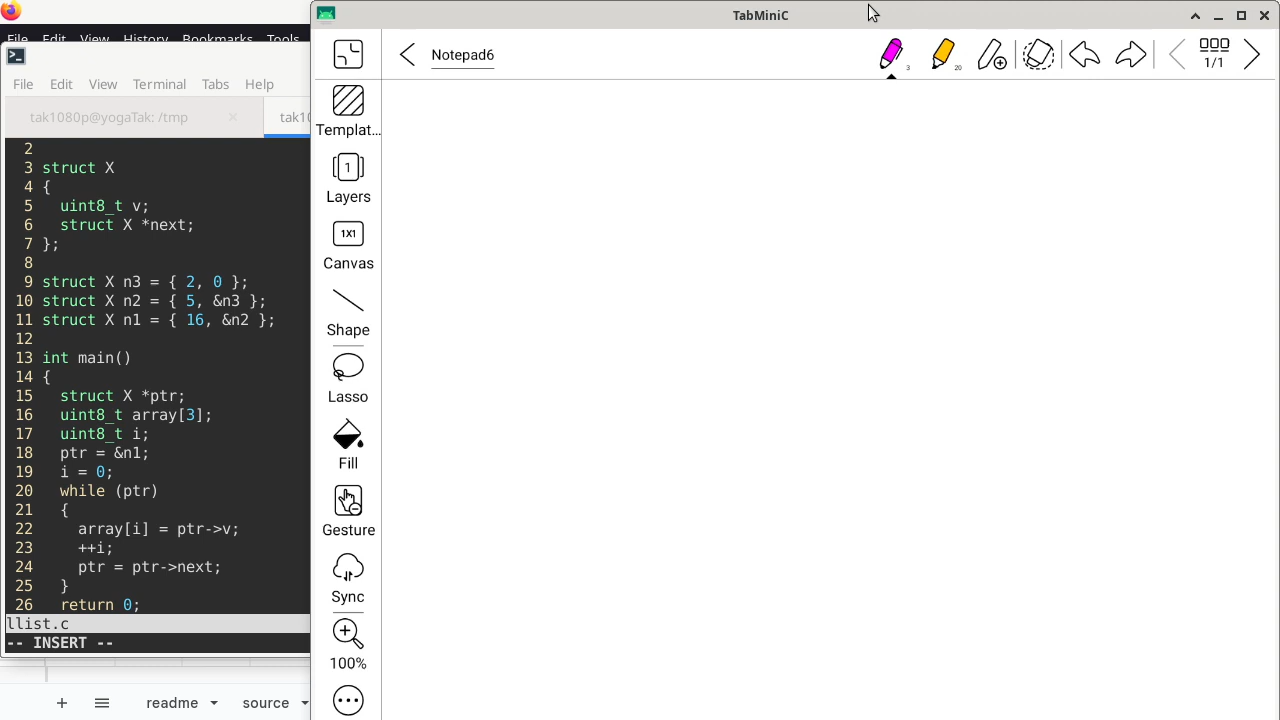 TabMiniC
File Edit View History Bookmarks Tools
File Edit View Terminal Tabs Help
tak1080p@yogaTak: /tmp × tak10
2
3 struct X
4 {
5 uint8_t v;
6 struct X *next;
7 };
8
9 struct X n3 = { 2, 0 };
10 struct X n2 = { 5, &n3 };
11 struct X n1 = { 16, &n2 };
12
13 int main()
14 {
15 struct X *ptr;
16 uint8_t array[3];
17 uint8_t i;
18 ptr = &n1;
19 i = 0;
20 while (ptr)
21 {
22 array[i] = ptr->v;
23 ++i;
24 ptr = ptr->next;
25 }
26 return 0;
llist.c
-- INSERT --
+ readme source
Notepad6
3
20
1/1
Templat...
1
Layers
1X1
Canvas
Shape
Lasso
Fill
Gesture
Sync
100%